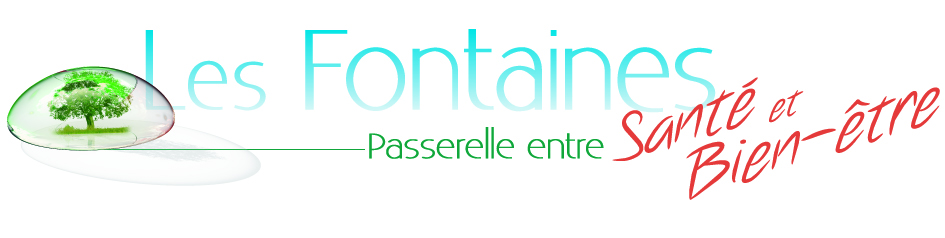 Les Fontaines
Passerelle entre Santé et
Bien-être